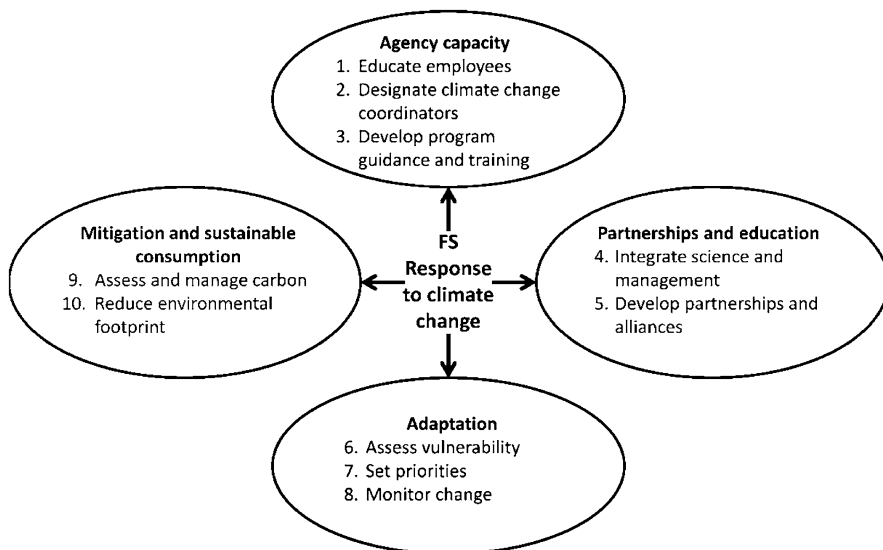 Agency capacity
1. Educate employees
2. Designate climate change
coordinators
3. Develop program
guidance and training
Mitigation and sustainable
consumption
9. Assess and manage carbon
10. Reduce environmental
footprint
FS
Response
to climate
change
Partnerships and education
4. Integrate science and
management
5. Develop partnerships and
alliances
Adaptation
6. Assess vulnerability
7. Set priorities
8. Monitor change